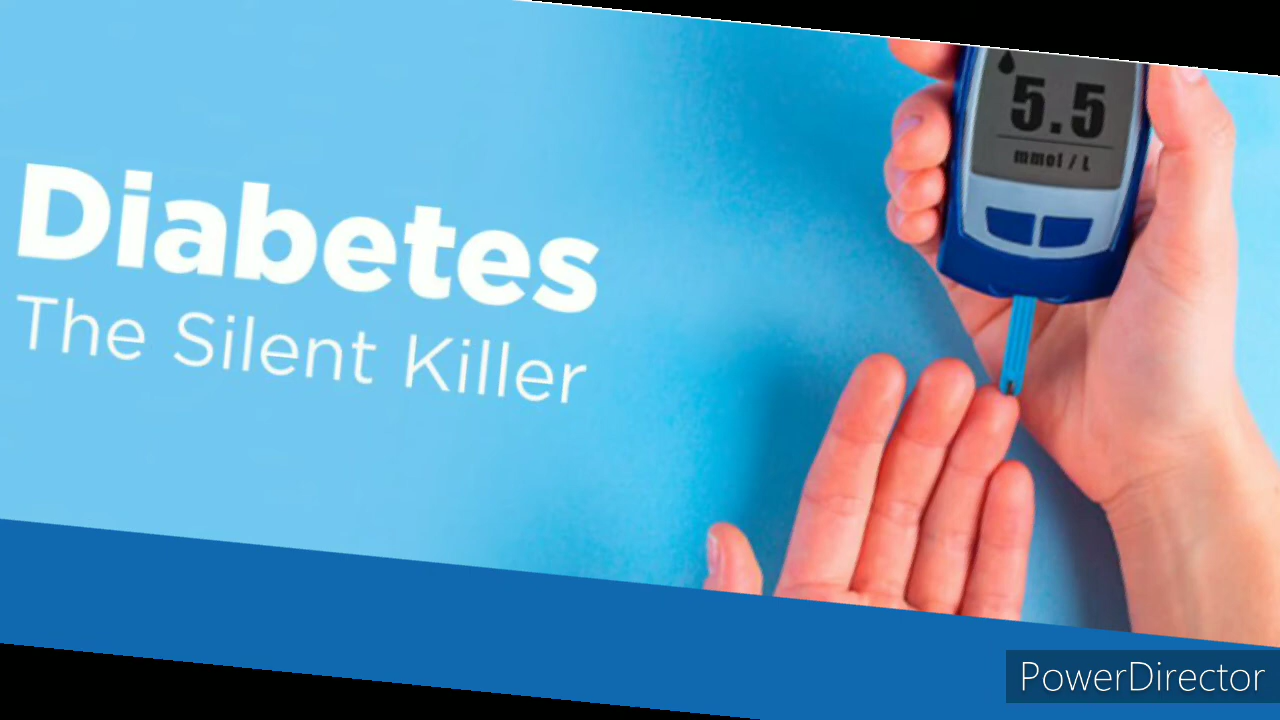 Diabetes
The Silent Killer
5.5
mmol / L
PowerDirector